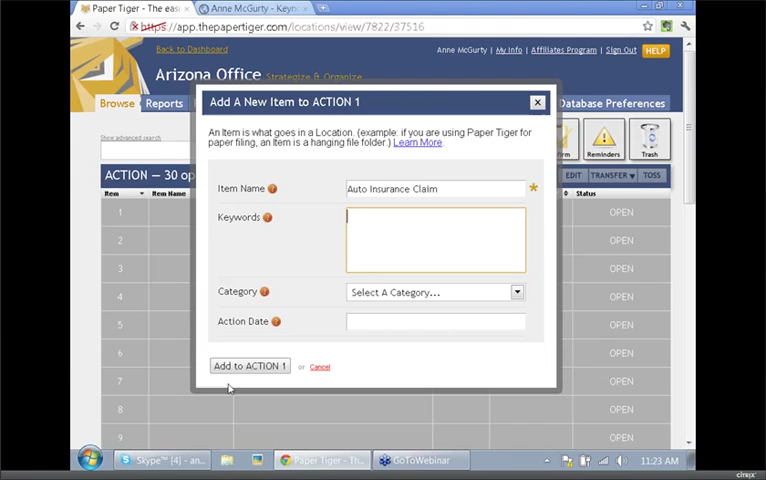 Paper Tiger - The easi
Anne McGurty - Keyno
https://app.thepapertiger.com/locations/view/7822/37516
Back to Dashboard
Anne McGurty | My Info | Affiliates Program | Sign Out HELP
Arizona Office Strategize & Organize
Browse Reports Database Preferences
Show advanced search
Reminders Trash
ACTION — 30 op EDIT TRANSFER TOSS
Item Item Name Status
1 OPEN
2 OPEN
3 OPEN
4 OPEN
5 OPEN
6 OPEN
7 OPEN
8 OPEN
9 OPEN
Add A New Item to ACTION 1
An Item is what goes in a Location. (example: if you are using Paper Tiger for
paper filing, an Item is a hanging file folder.) Learn More.
Item Name ? Auto Insurance Claim *
Keywords ?
Category ? Select A Category...
Action Date ?
Add to ACTION 1 or Cancel
Skype™ [4] - an... Paper Tiger - Th... GoToWebinar 11:23 AM
CITRIX